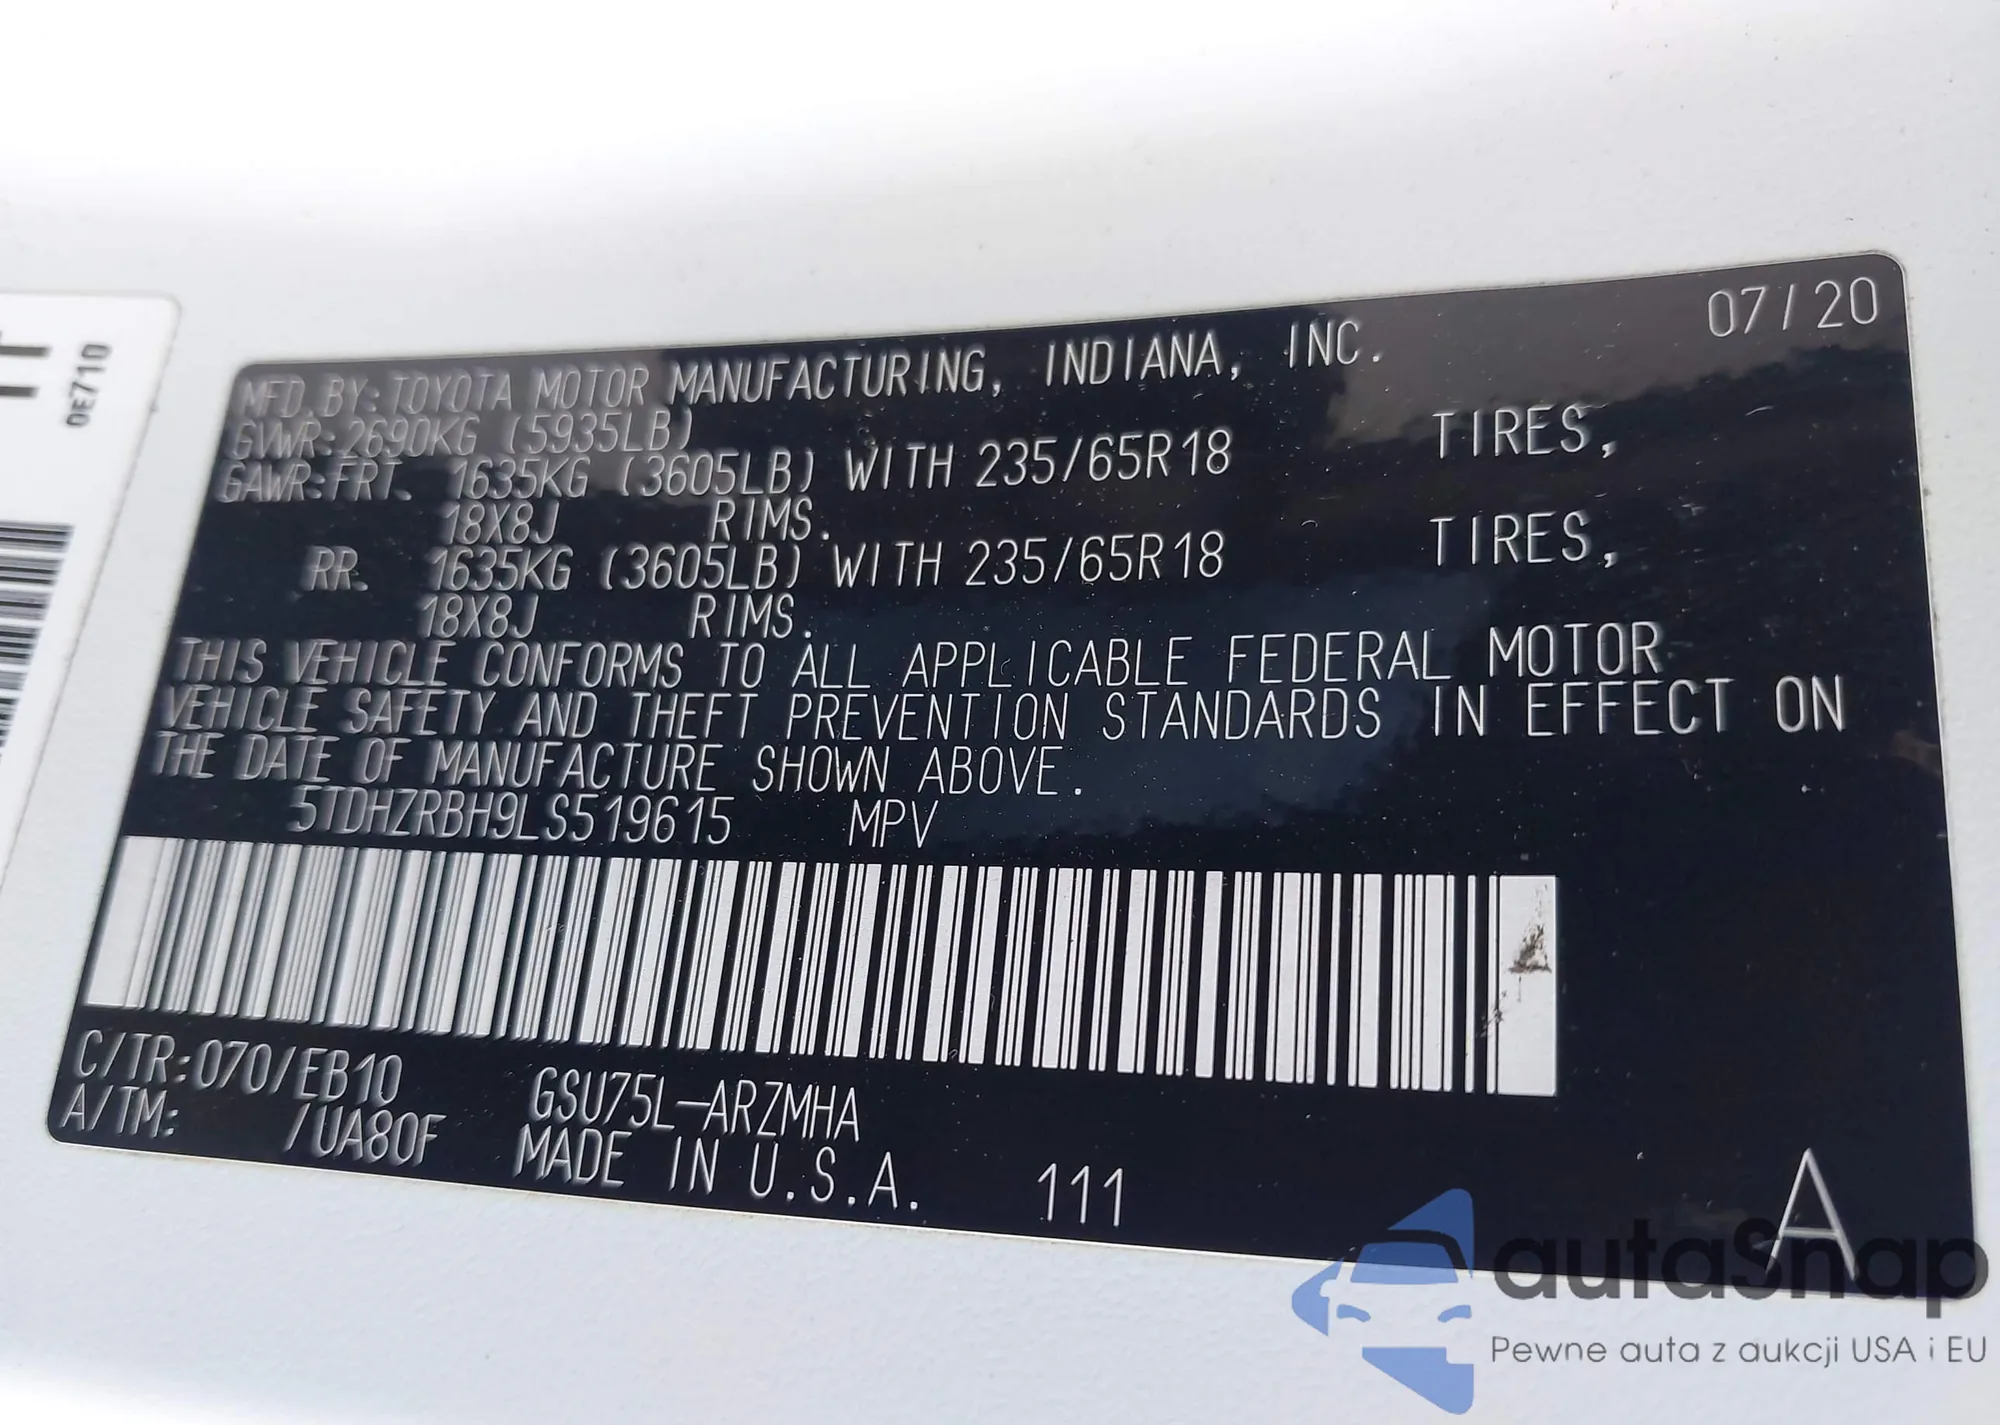 07/20
MFD. BY: TOYOTA MOTOR MANUFACTURING, INDIANA, INC.
GVWR: 2690KG (5935LB)
GAWR: FRT. 1635KG (3605LB) WITH 235/65R18 TIRES,
18X8J RIMS.
RR. 1635KG (3605LB) WITH 235/65R18 TIRES,
18X8J RIMS.
THIS VEHICLE CONFORMS TO ALL APPLICABLE FEDERAL MOTOR
VEHICLE SAFETY AND THEFT PREVENTION STANDARDS IN EFFECT ON
THE DATE OF MANUFACTURE SHOWN ABOVE.
5TDHZRBH9LS519615 MPV
C/TR: 070/EB10 GSU75L-ARZMHA
A/TM: /UA80F MADE IN U.S.A. 111
A
0E710
autaSnap
Pewne auta z aukcji USA i EU